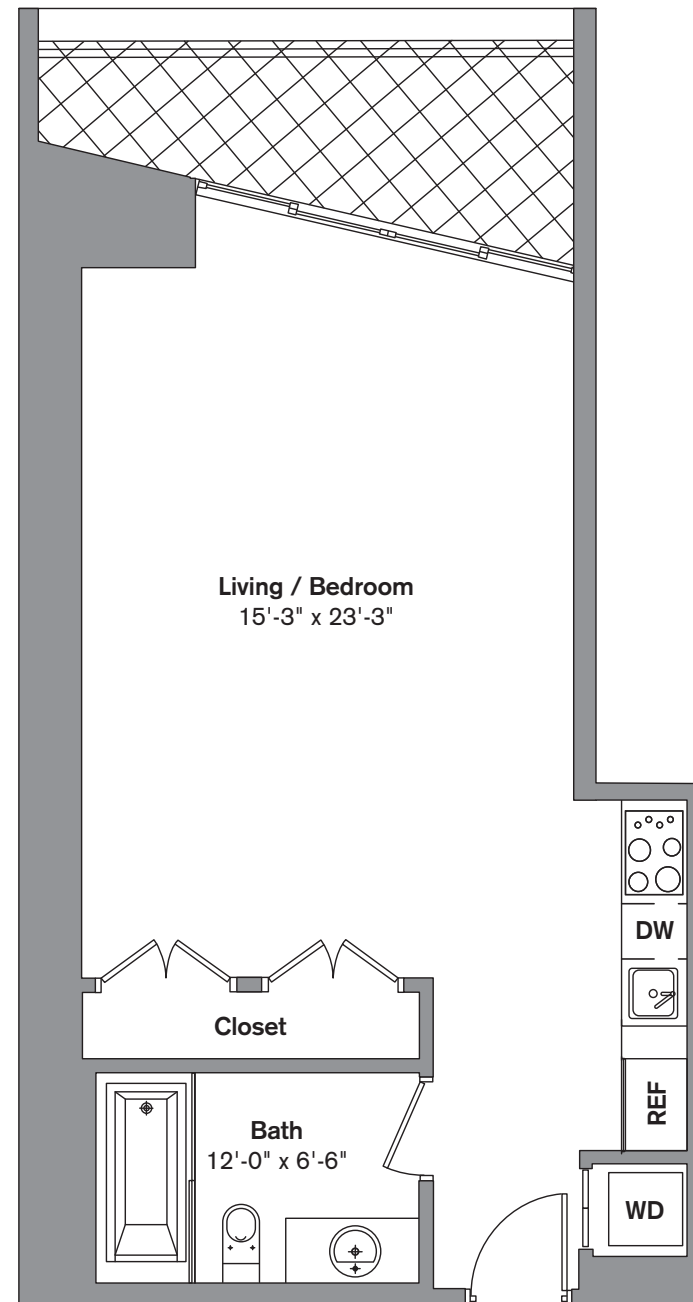 Living / Bedroom
15'-3" x 23'-3"
DW
Closet
REF
Bath
12'-0" x 6'-6"
WD